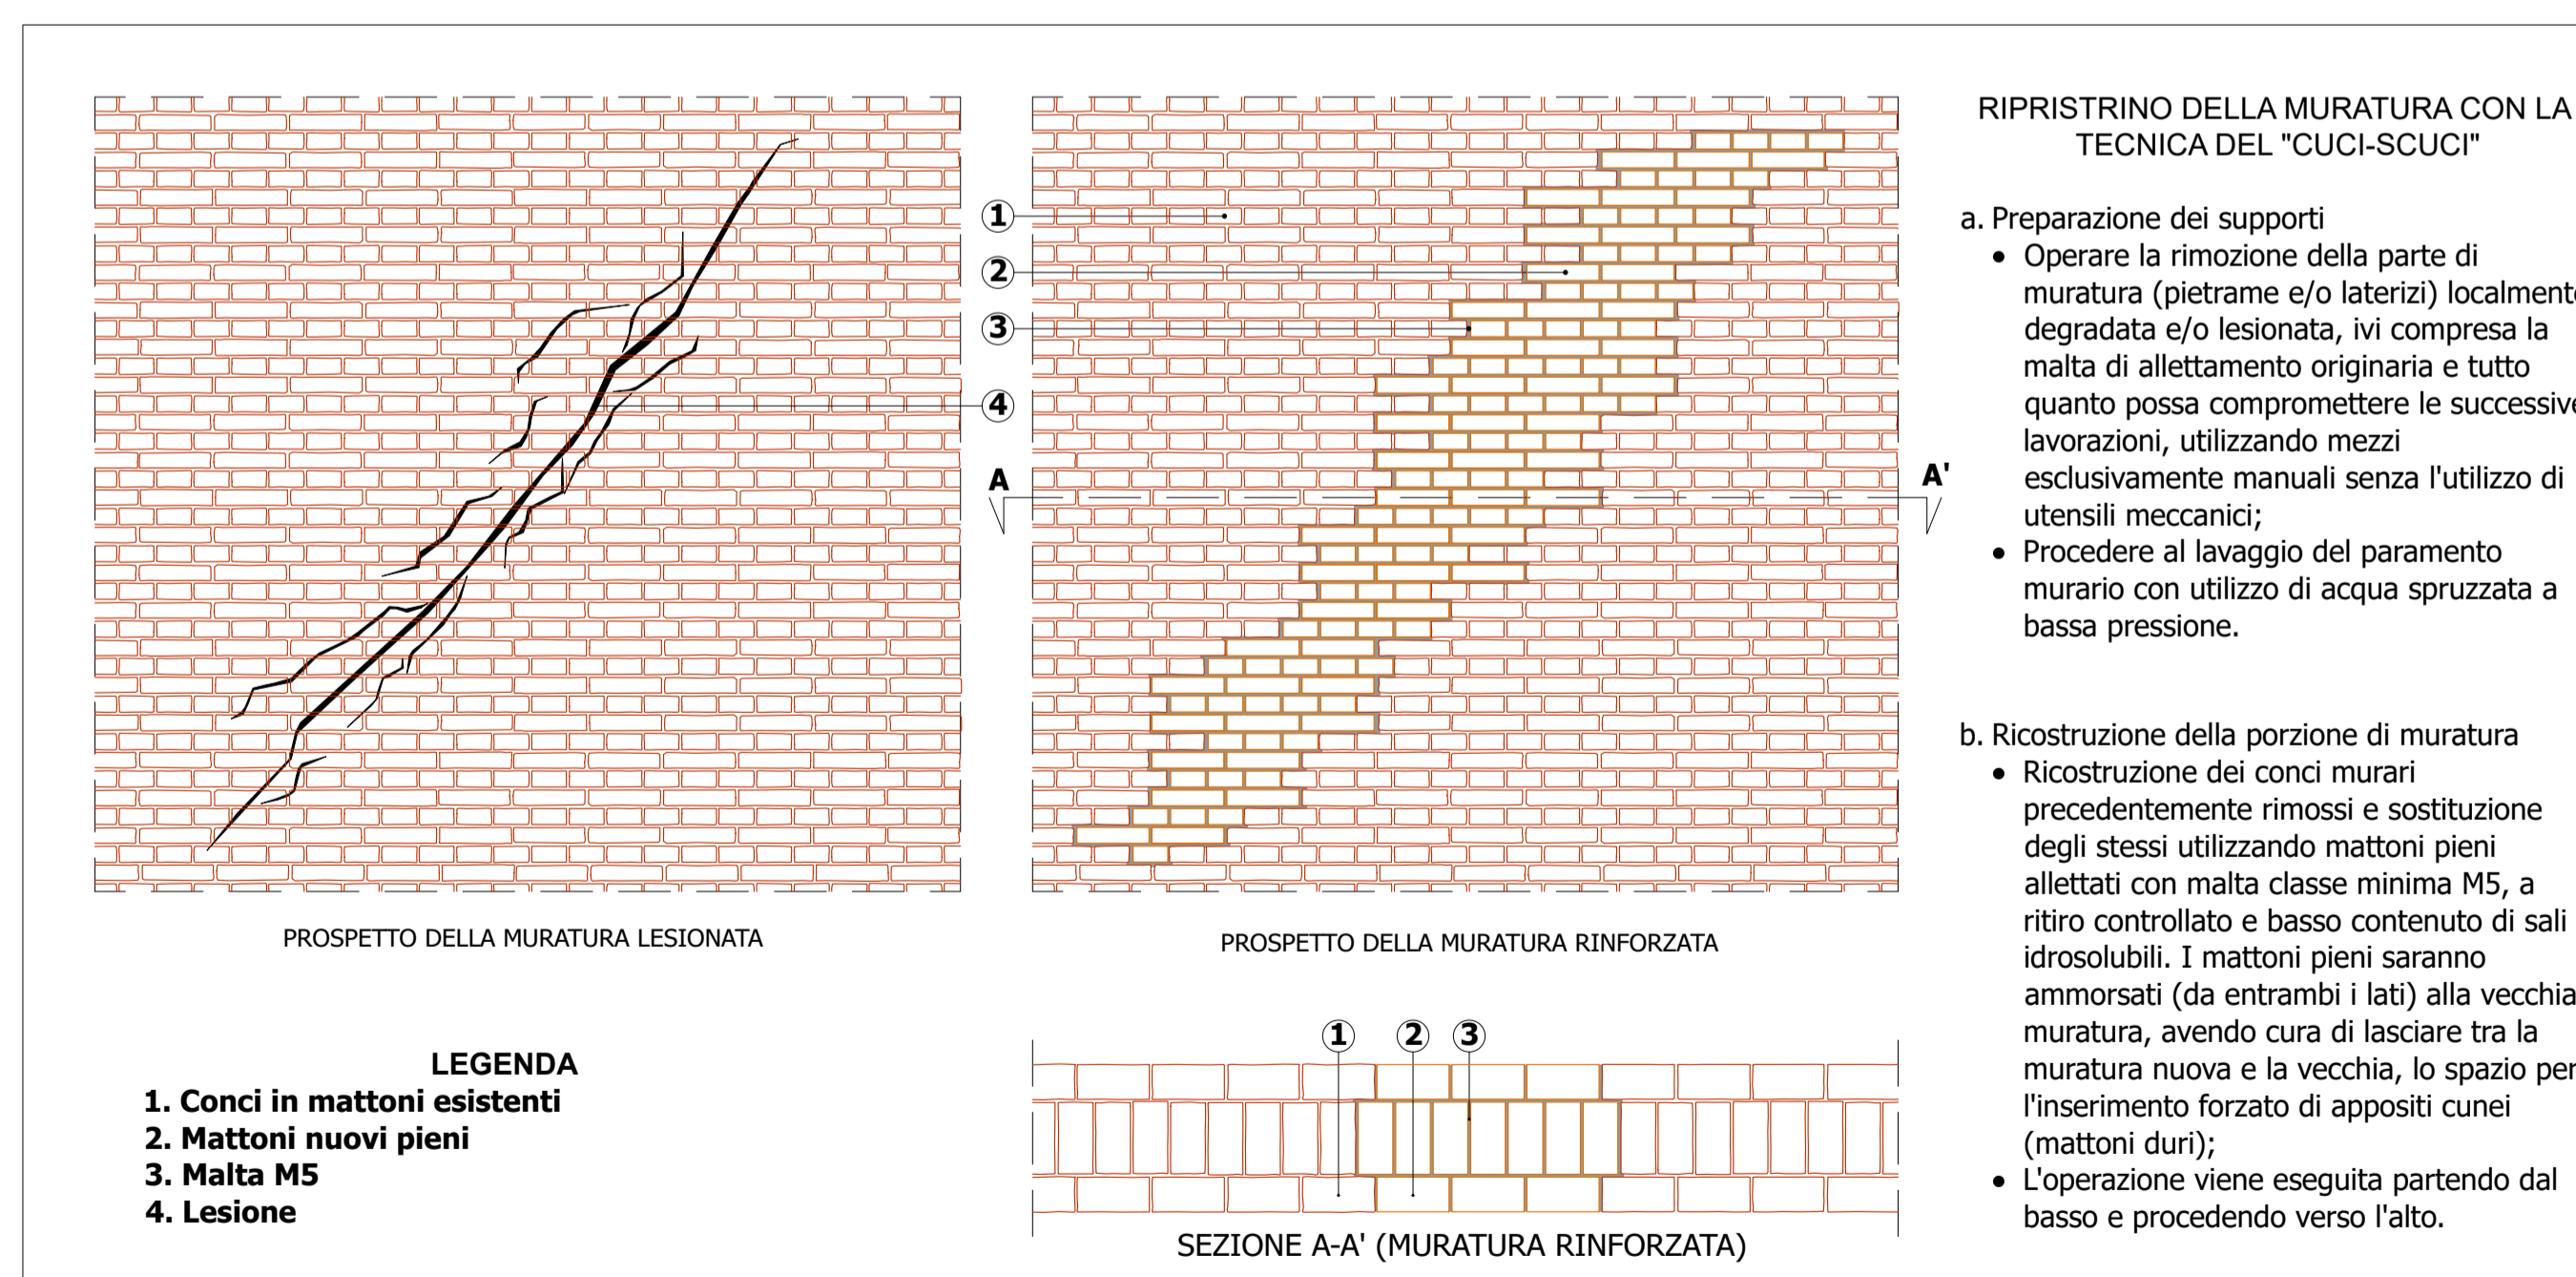 RIPRISTRINO DELLA MURATURA CON LA
TECNICA DEL "CUCI-SCUCI"
a. Preparazione dei supporti
• Operare la rimozione della parte di
muratura (pietrame e/o laterizi) localmente
degradata e/o lesionata, ivi compresa la
malta di allettamento originaria e tutto
quanto possa compromettere le successive
lavorazioni, utilizzando mezzi
esclusivamente manuali senza l'utilizzo di
utensili meccanici;
• Procedere al lavaggio del paramento
murario con utilizzo di acqua spruzzata a
bassa pressione.
b. Ricostruzione della porzione di muratura
• Ricostruzione dei conci murari
precedentemente rimossi e sostituzione
degli stessi utilizzando mattoni pieni
allettati con malta classe minima M5, a
ritiro controllato e basso contenuto di sali
idrosolubili. I mattoni pieni saranno
ammorsati (da entrambi i lati) alla vecchia
muratura, avendo cura di lasciare tra la
muratura nuova e la vecchia, lo spazio per
l'inserimento forzato di appositi cunei
(mattoni duri);
• L'operazione viene eseguita partendo dal
basso e procedendo verso l'alto.
1
2
3
4
A
A'
PROSPETTO DELLA MURATURA LESIONATA
PROSPETTO DELLA MURATURA RINFORZATA
LEGENDA
1. Conci in mattoni esistenti
2. Mattoni nuovi pieni
3. Malta M5
4. Lesione
1 2 3
SEZIONE A-A' (MURATURA RINFORZATA)